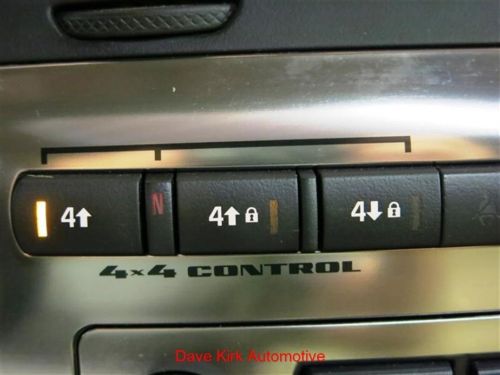 4↑ N 4↑ 4↓
4x4 CONTROL
Dave Kirk Automotive